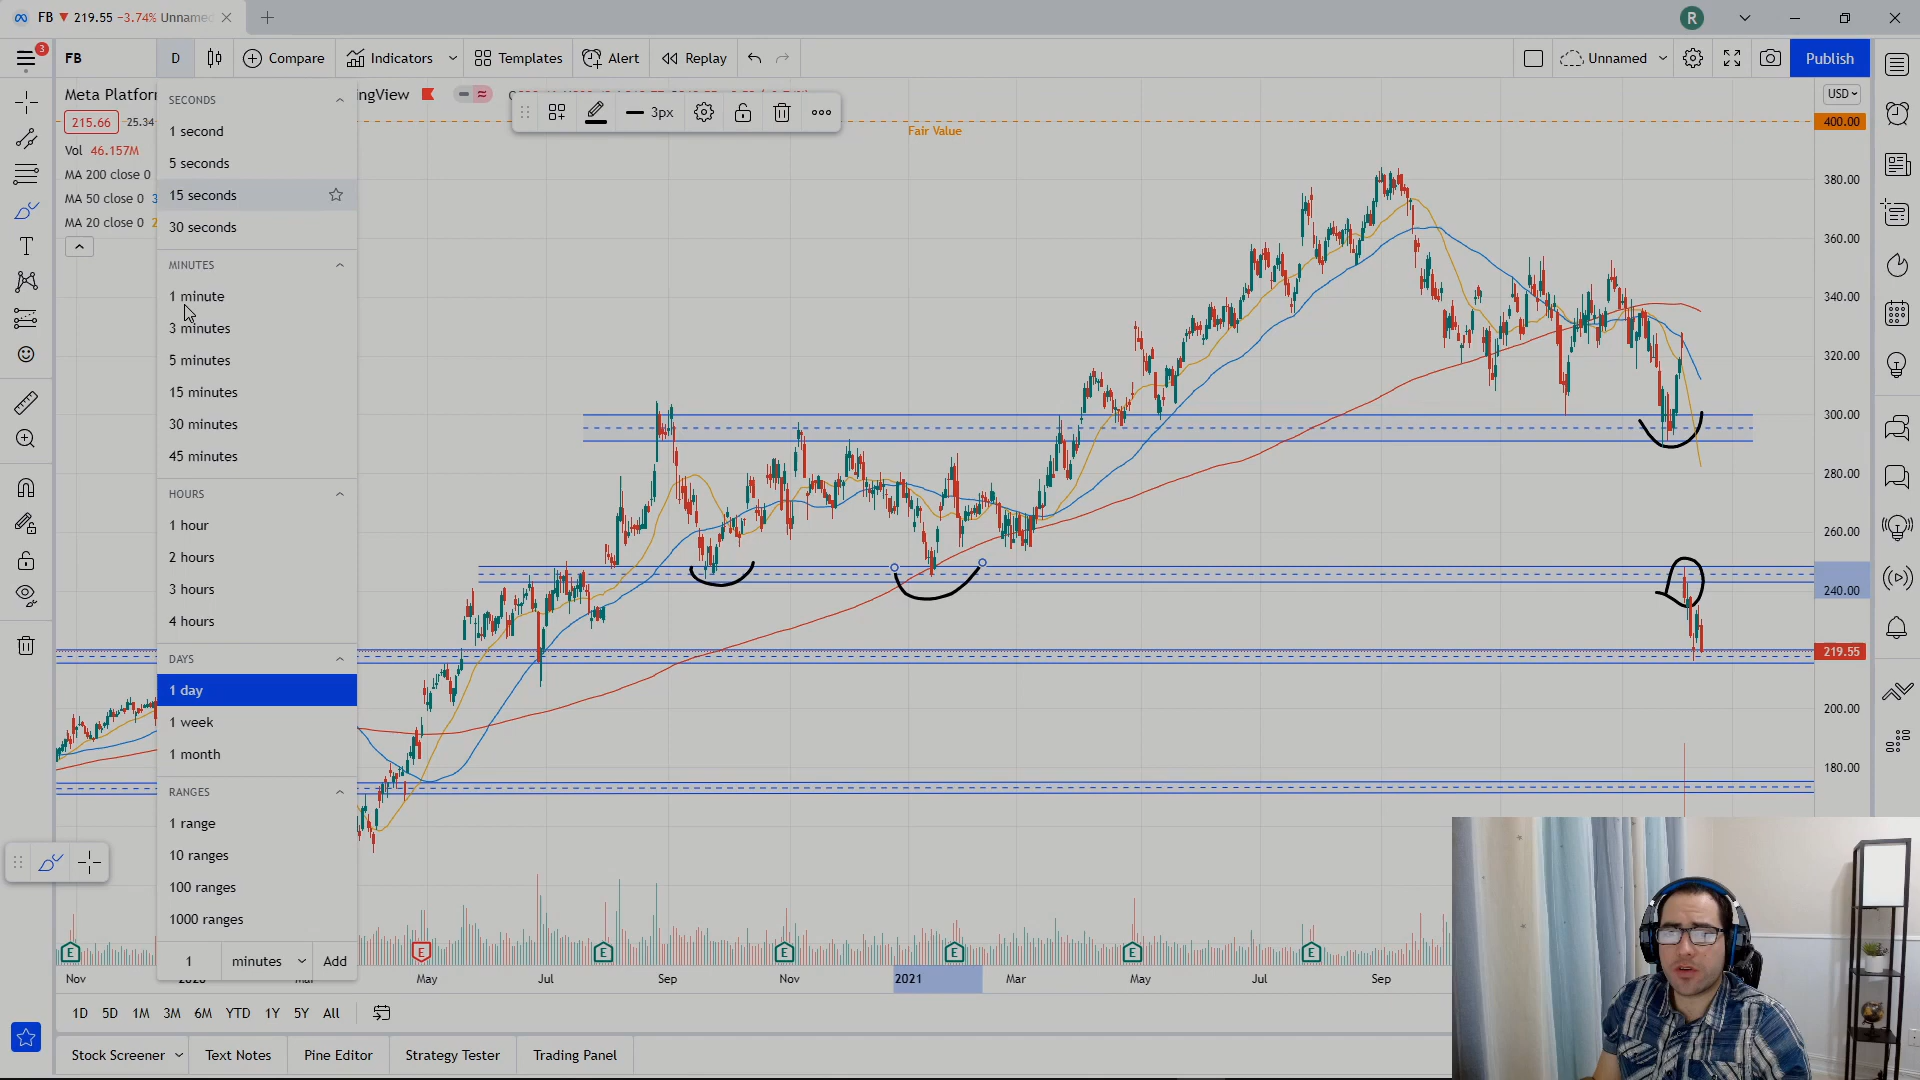 FB ▼ 219.55 −3.74% Unnamed
R
3
FB
D
Compare
Indicators
Templates
Alert
Replay
Unnamed
Publish
Meta Platfor
ngView
215.66
25.34
Vol 46.157M
MA 200 close 0
MA 50 close 0 3
MA 20 close 0 2
3px
USD
Fair Value
400.00
380.00
360.00
340.00
320.00
300.00
280.00
260.00
240.00
219.55
200.00
180.00
SECONDS
1 second
5 seconds
15 seconds
30 seconds
MINUTES
1 minute
3 minutes
5 minutes
15 minutes
30 minutes
45 minutes
HOURS
1 hour
2 hours
3 hours
4 hours
DAYS
1 day
1 week
1 month
RANGES
1 range
10 ranges
100 ranges
1000 ranges
1 minutes Add
E E E E E E E
Nov
May
Jul
Sep
Nov
2021
Mar
May
Jul
Sep
1D 5D 1M 3M 6M YTD 1Y 5Y All
Stock Screener
Text Notes
Pine Editor
Strategy Tester
Trading Panel